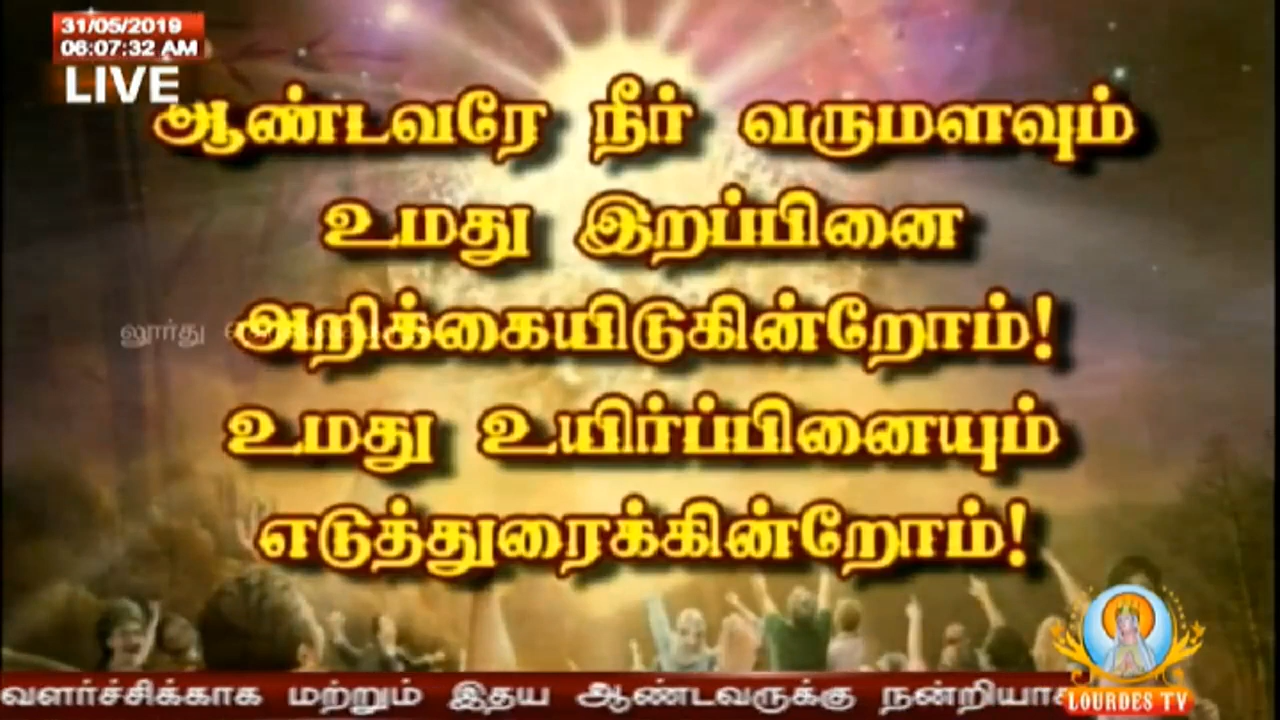 31/05/2019
06:07:32 AM
LIVE
ஆண்டவரே நீர் வருமளவும்
உமது இறப்பினை
லூர்து
அறிக்கையிடுகின்றோம்!
உமது உயிர்ப்பினையும்
எடுத்துரைக்கின்றோம்!
வளர்ச்சிக்காக மற்றும் இதய ஆண்டவருக்கு நன்றியாக
LOURDES TV